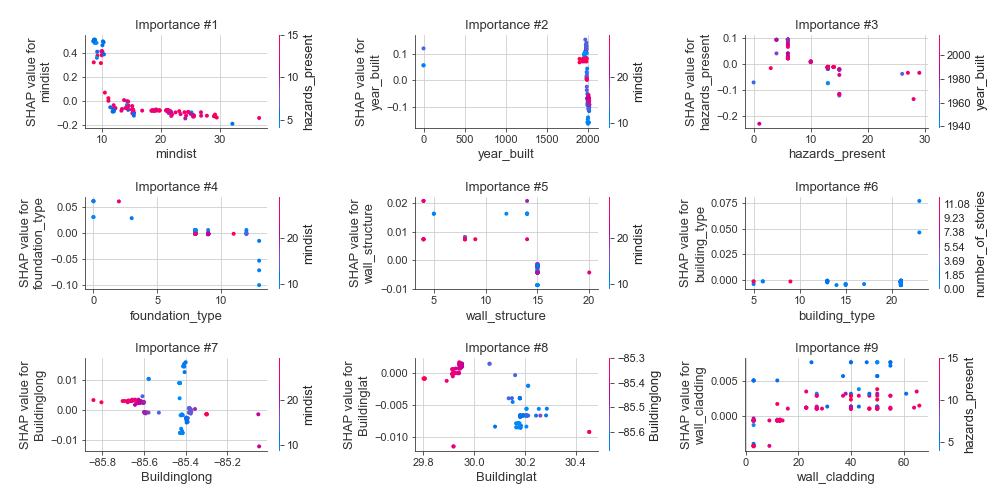 Importance #1
Importance #2
Importance #3
SHAP value for
mindist
0.4
0.2
0.0
−0.2
10
20
30
mindist
15
10
5
hazards_present
SHAP value for
year_built
0.1
0.0
−0.1
0
500
1000
1500
2000
year_built
20
10
mindist
SHAP value for
hazards_present
0.1
0.0
−0.1
−0.2
0
10
20
30
hazards_present
2000
1980
1960
1940
year_built
Importance #4
Importance #5
Importance #6
SHAP value for
foundation_type
0.05
0.00
−0.05
−0.10
0
5
10
foundation_type
20
10
mindist
SHAP value for
wall_structure
0.02
0.01
0.00
−0.01
5
10
15
20
wall_structure
20
10
mindist
SHAP value for
building_type
0.075
0.050
0.025
0.000
5
10
15
20
building_type
11.08
9.23
7.38
5.54
3.69
1.85
0.00
number_of_stories
Importance #7
Importance #8
Importance #9
SHAP value for
Buildinglong
0.01
0.00
−0.01
−85.8
−85.6
−85.4
−85.2
Buildinglong
20
10
mindist
SHAP value for
Buildinglat
0.000
−0.005
−0.010
29.8
30.0
30.2
30.4
Buildinglat
−85.3
−85.4
−85.5
−85.6
Buildinglong
SHAP value for
wall_cladding
0.005
0.000
0
20
40
60
wall_cladding
15
10
5
hazards_present